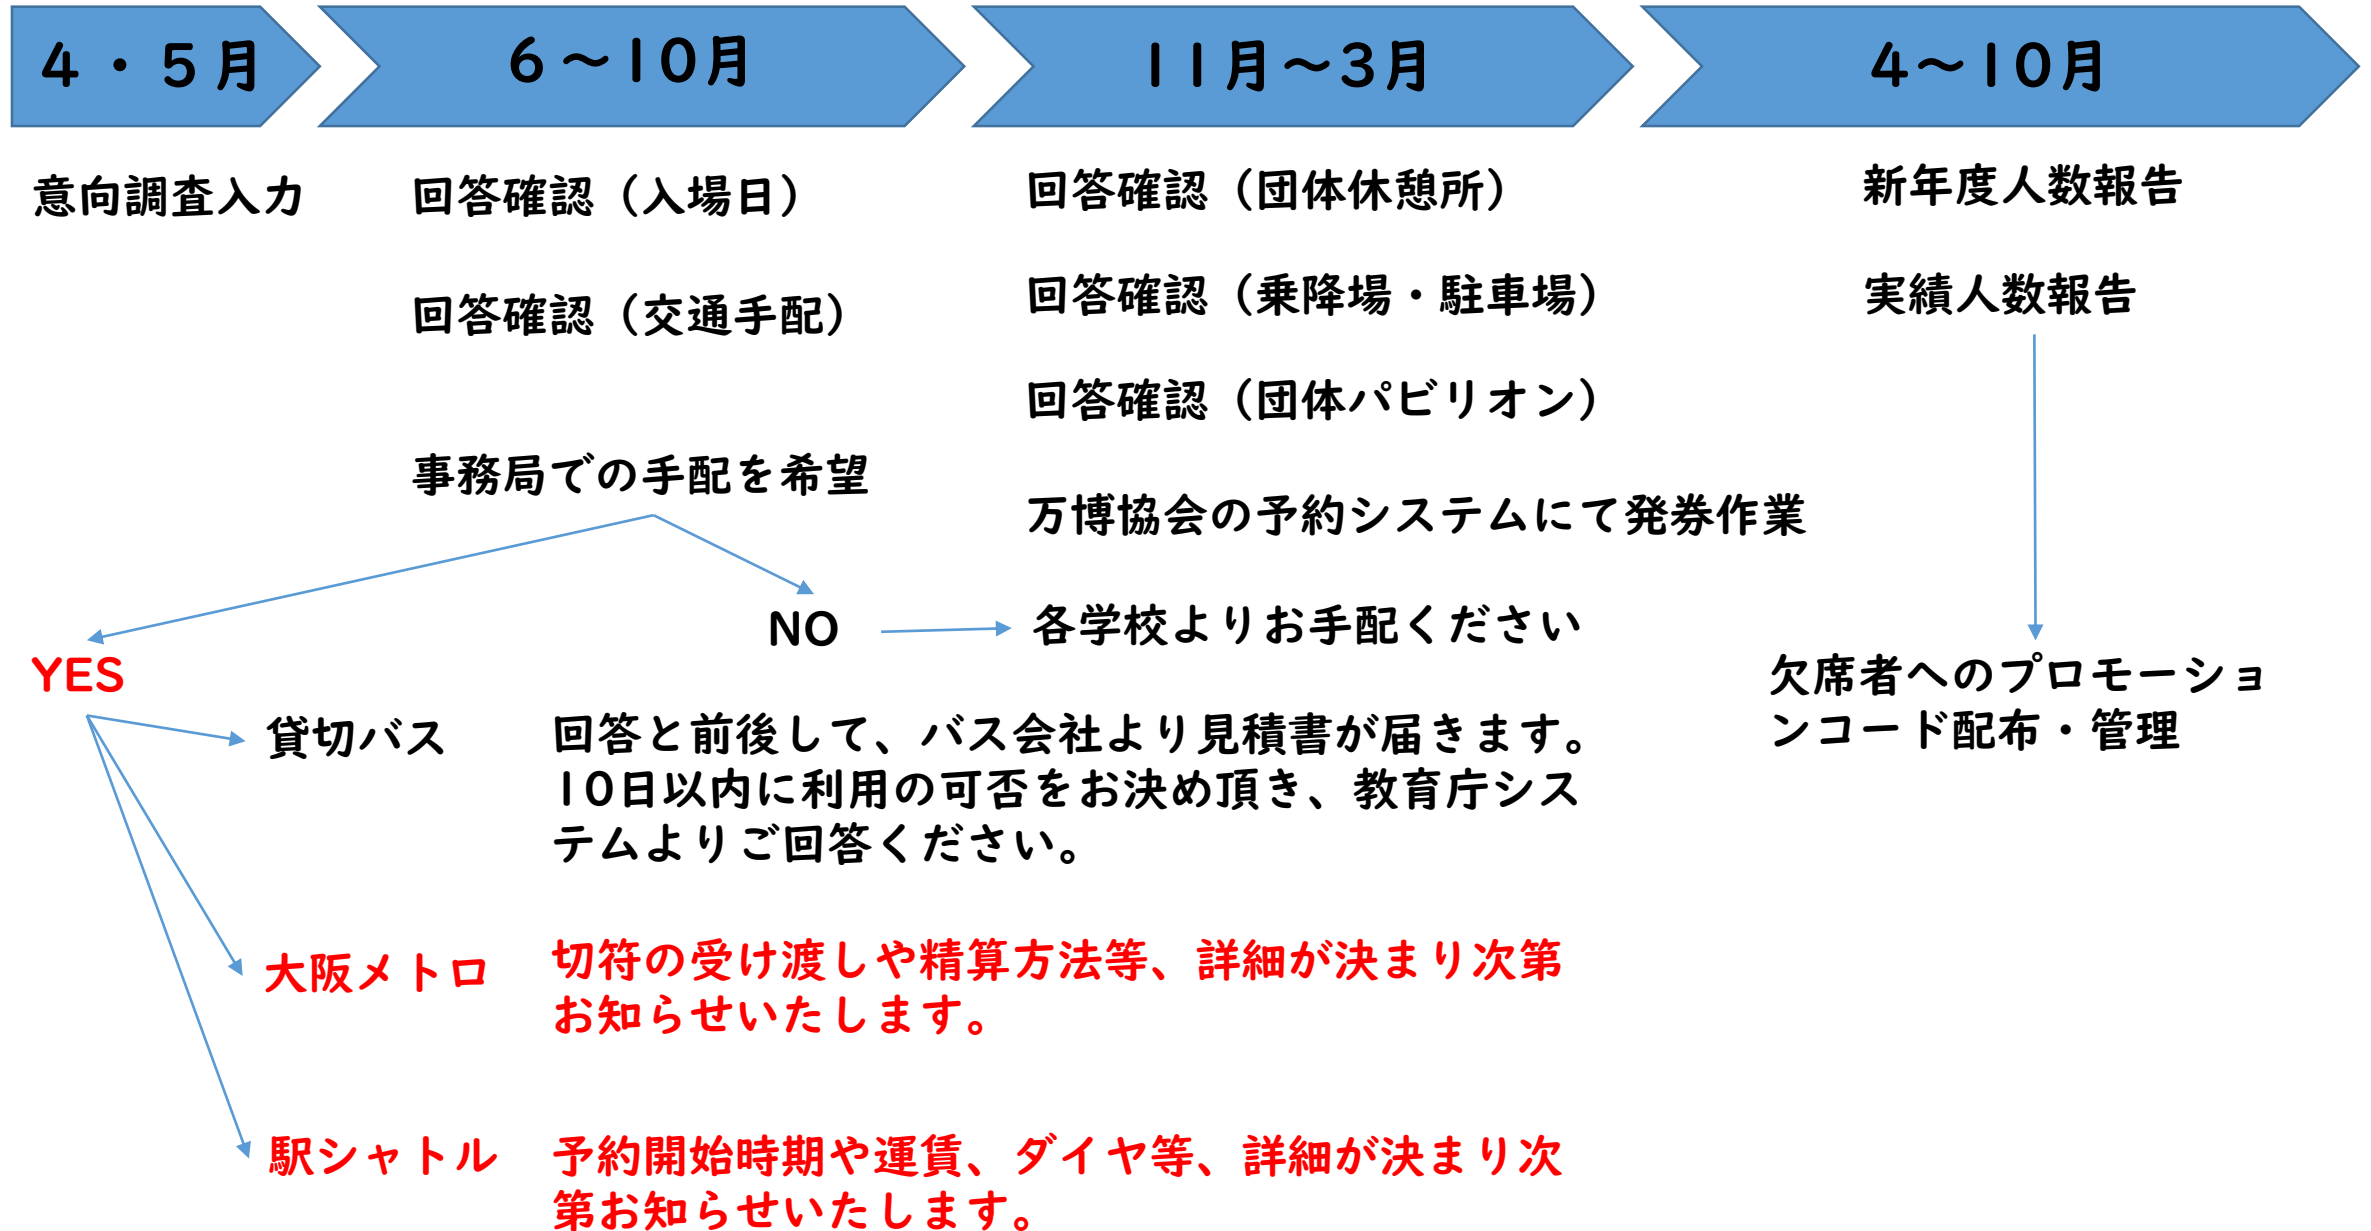 4・5月
6～10月
11月～3月
4～10月
意向調査入力
回答確認（入場日）
回答確認（交通手配）
事務局での手配を希望
回答確認（団体休憩所）
回答確認（乗降場・駐車場）
回答確認（団体パビリオン）
万博協会の予約システムにて発券作業
新年度人数報告
実績人数報告
NO
各学校よりお手配ください
YES
欠席者へのプロモーショ
ンコード配布・管理
貸切バス
回答と前後して、バス会社より見積書が届きます。
10日以内に利用の可否をお決め頂き、教育庁シス
テムよりご回答ください。
大阪メトロ
切符の受け渡しや精算方法等、詳細が決まり次第
お知らせいたします。
駅シャトル
予約開始時期や運賃、ダイヤ等、詳細が決まり次
第お知らせいたします。